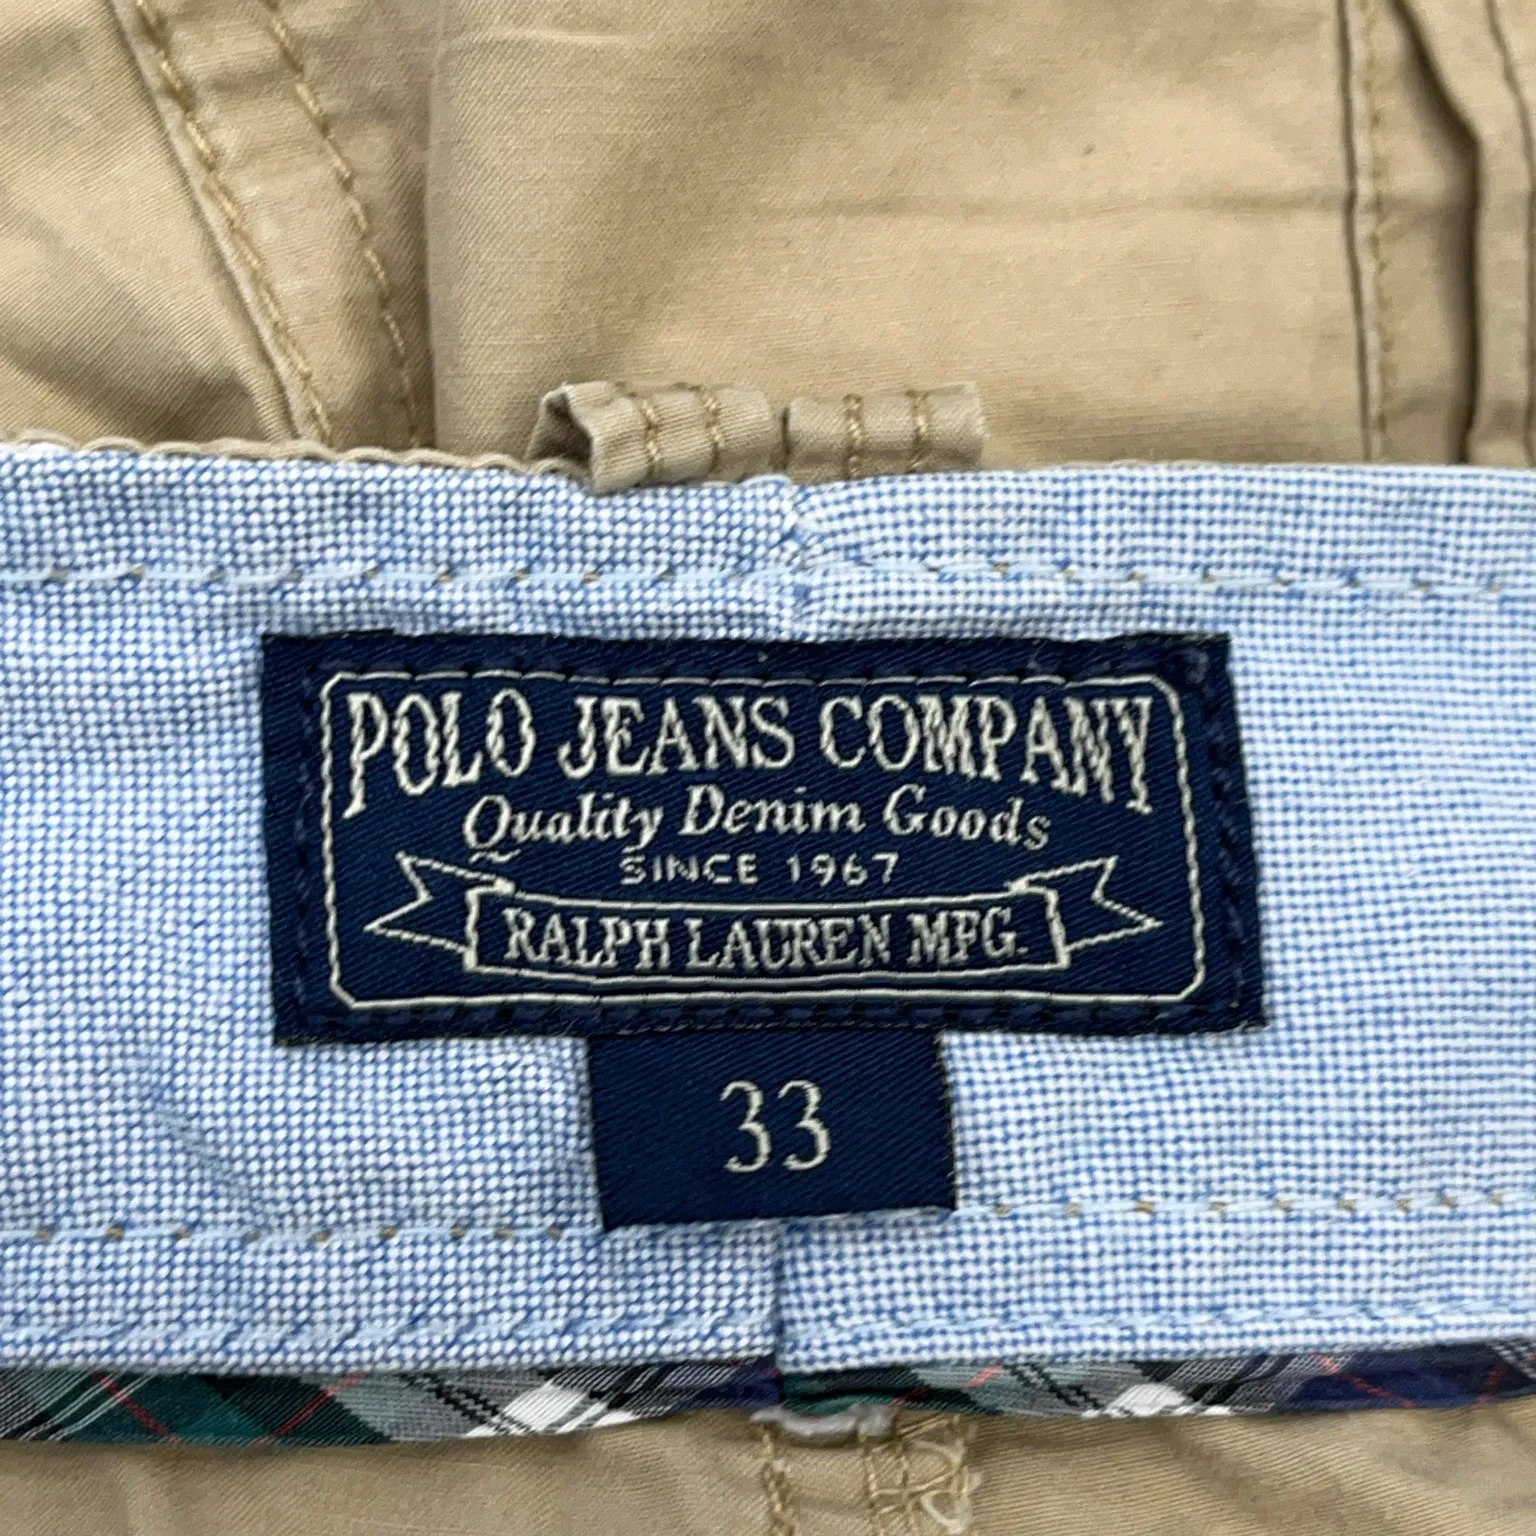 POLO JEANS COMPANY
Quality Denim Goods
SINCE 1967
RALPH LAUREN MFG.
33